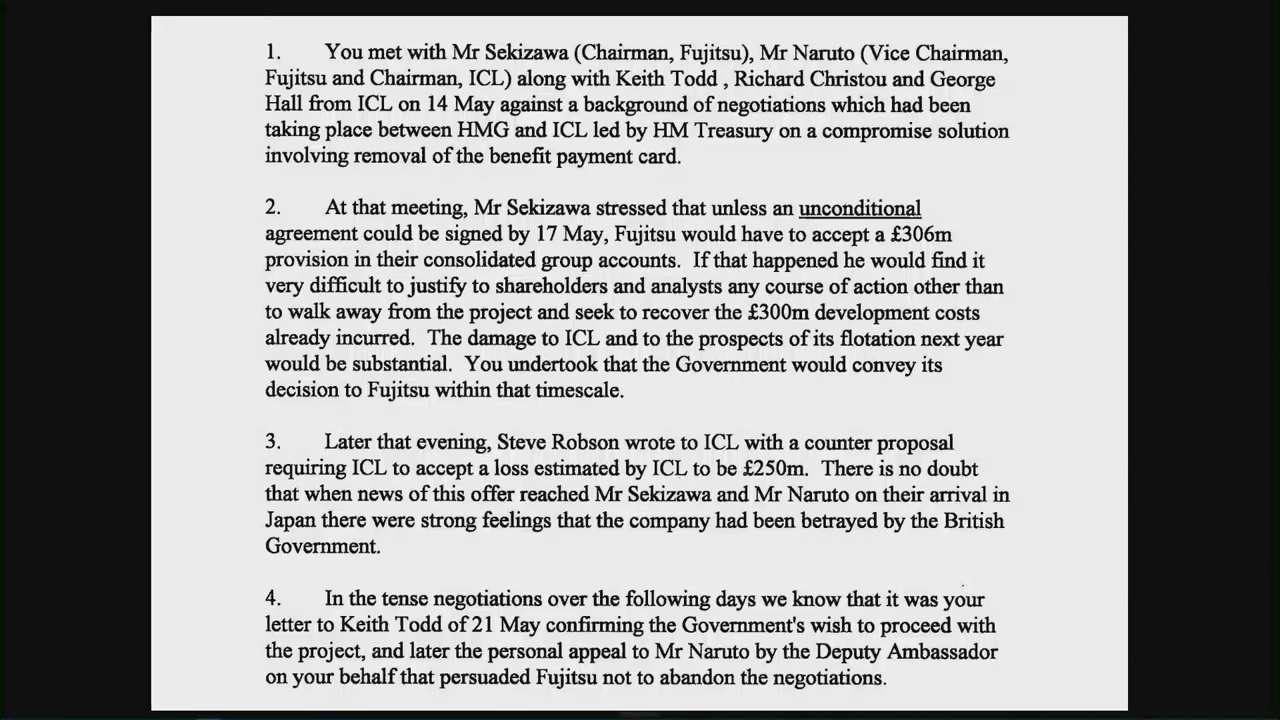 1. You met with Mr Sekizawa (Chairman, Fujitsu), Mr Naruto (Vice Chairman,
Fujitsu and Chairman, ICL) along with Keith Todd , Richard Christou and George
Hall from ICL on 14 May against a background of negotiations which had been
taking place between HMG and ICL led by HM Treasury on a compromise solution
involving removal of the benefit payment card.
2. At that meeting, Mr Sekizawa stressed that unless an unconditional
agreement could be signed by 17 May, Fujitsu would have to accept a £306m
provision in their consolidated group accounts. If that happened he would find it
very difficult to justify to shareholders and analysts any course of action other than
to walk away from the project and seek to recover the £300m development costs
already incurred. The damage to ICL and to the prospects of its flotation next year
would be substantial. You undertook that the Government would convey its
decision to Fujitsu within that timescale.
3. Later that evening, Steve Robson wrote to ICL with a counter proposal
requiring ICL to accept a loss estimated by ICL to be £250m. There is no doubt
that when news of this offer reached Mr Sekizawa and Mr Naruto on their arrival in
Japan there were strong feelings that the company had been betrayed by the British
Government.
4. In the tense negotiations over the following days we know that it was your
letter to Keith Todd of 21 May confirming the Government's wish to proceed with
the project, and later the personal appeal to Mr Naruto by the Deputy Ambassador
on your behalf that persuaded Fujitsu not to abandon the negotiations.